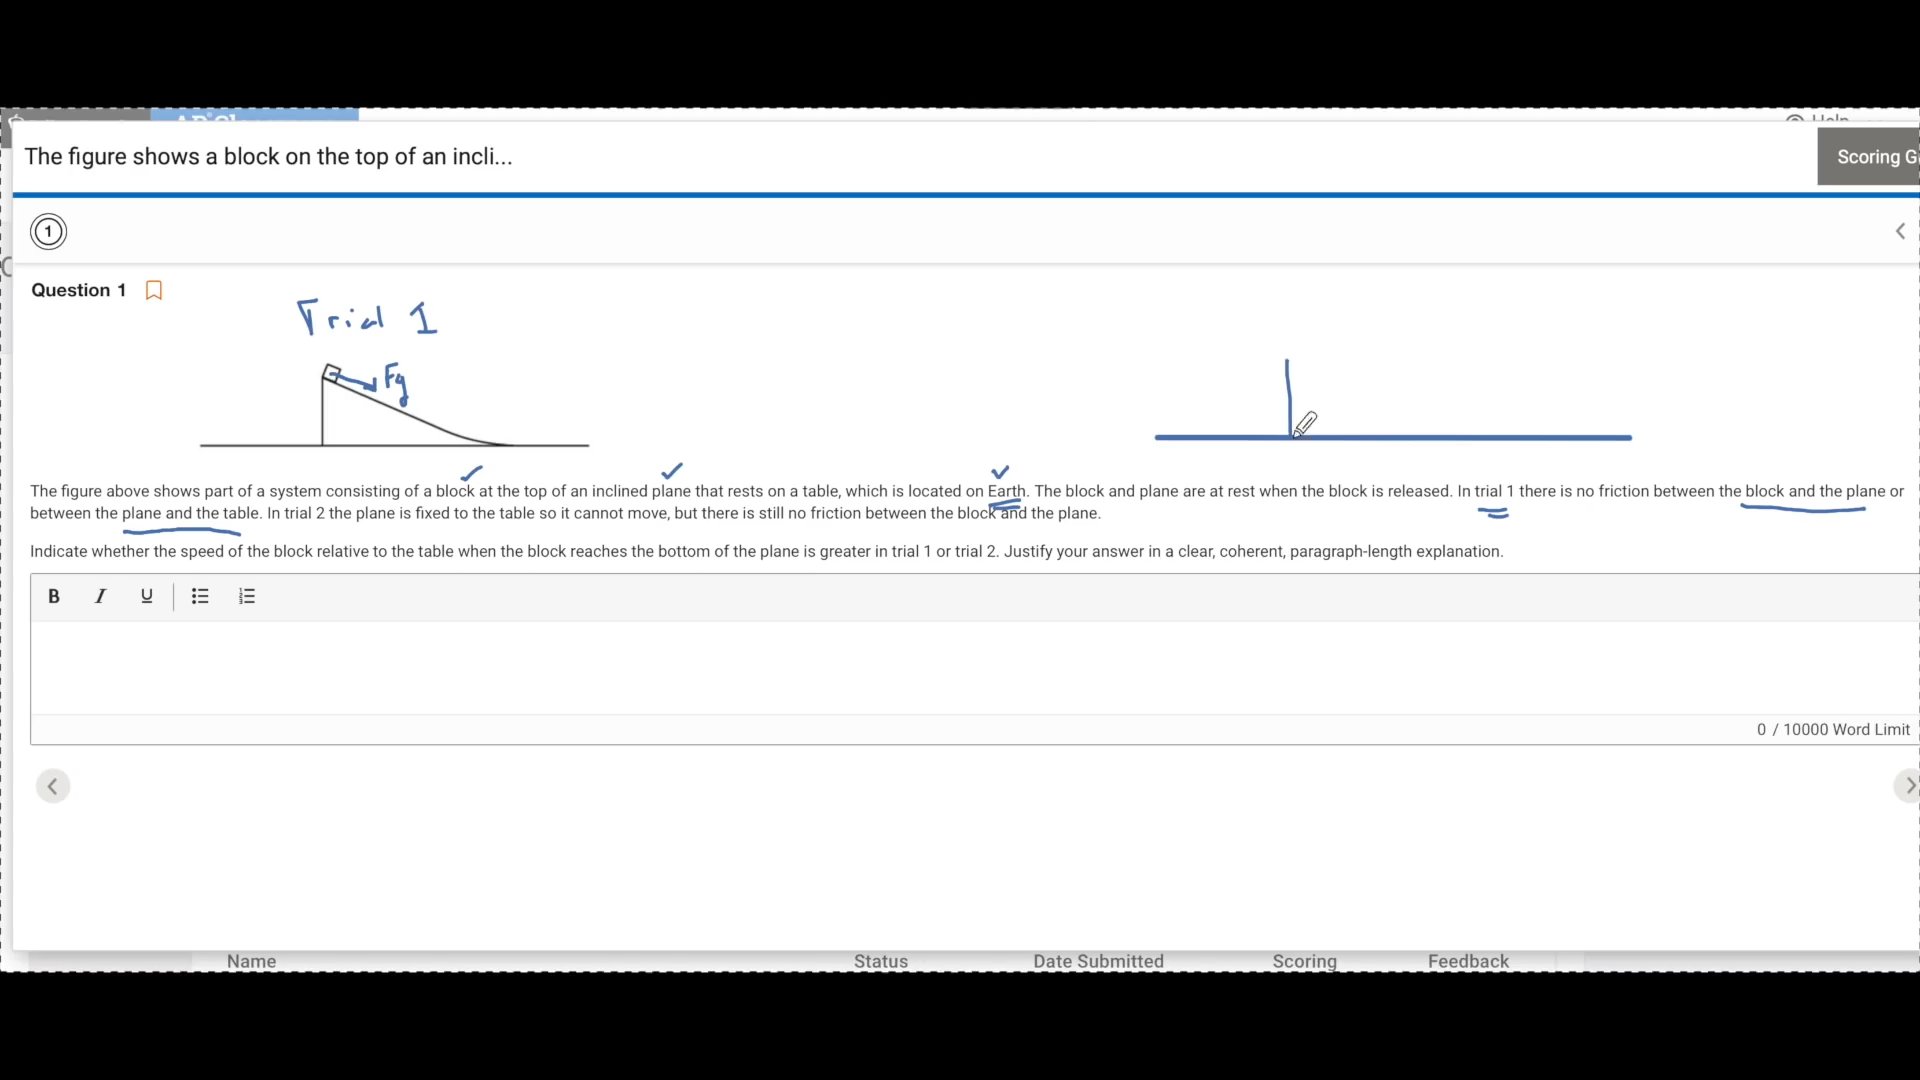 Help
The figure shows a block on the top of an incli...
Scoring G
1
Question 1
Trial 1
Fg
The figure above shows part of a system consisting of a block at the top of an inclined plane that rests on a table, which is located on Earth. The block and plane are at rest when the block is released. In trial 1 there is no friction between the block and the plane or
between the plane and the table. In trial 2 the plane is fixed to the table so it cannot move, but there is still no friction between the block and the plane.
Indicate whether the speed of the block relative to the table when the block reaches the bottom of the plane is greater in trial 1 or trial 2. Justify your answer in a clear, coherent, paragraph-length explanation.
B I U
0 / 10000 Word Limit
Name Status Date Submitted Scoring Feedback